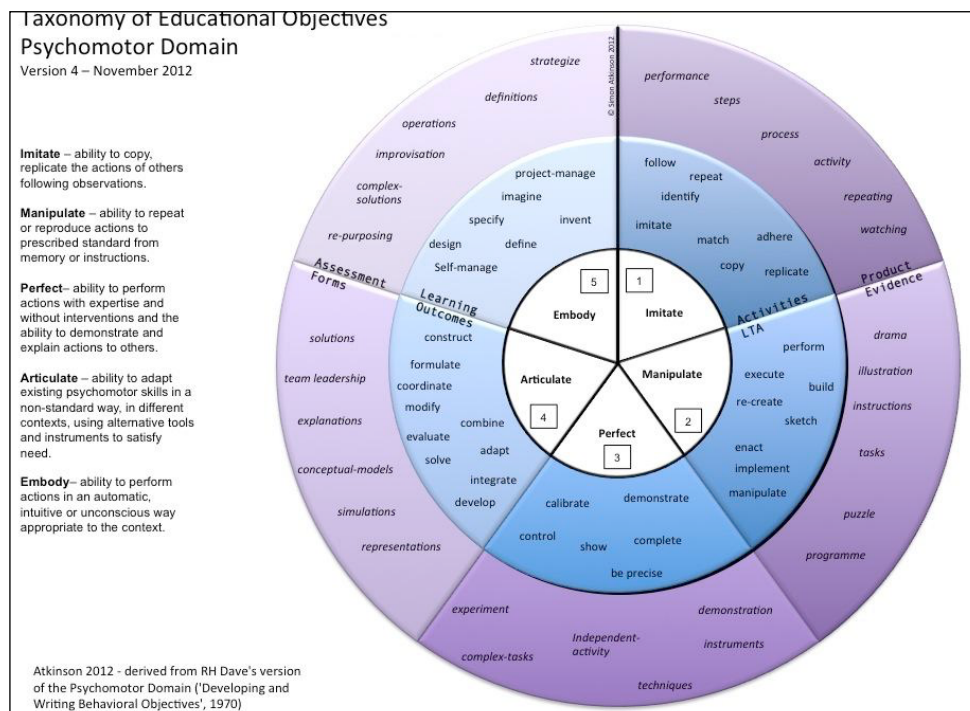 Taxonomy of Educational Objectives
Psychomotor Domain
Version 4 – November 2012
Imitate – ability to copy,
replicate the actions of others
following observations.
Manipulate – ability to repeat
or reproduce actions to
prescribed standard from
memory or instructions.
Perfect– ability to perform
actions with expertise and
without interventions and the
ability to demonstrate and
explain actions to others.
Articulate – ability to adapt
existing psychomotor skills in a
non-standard way, in different
contexts, using alternative tools
and instruments to satisfy
need.
Embody– ability to perform
actions in an automatic,
intuitive or unconscious way
appropriate to the context.
Atkinson 2012 - derived from RH Dave's version
of the Psychomotor Domain ('Developing and
Writing Behavioral Objectives', 1970)
© Simon Atkinson 2012
strategize
definitions
operations
improvisation
complex-
solutions
re-purposing
Assessment
Forms
project-manage
imagine
specify
invent
design
define
Self-manage
Learning
Outcomes
5
Embody
1
Imitate
performance
steps
process
activity
repeating
watching
Product
Evidence
follow
repeat
identify
imitate
match
adhere
copy
replicate
Activities
LTA
Manipulate
2
perform
execute
build
re-create
sketch
enact
implement
manipulate
drama
illustration
instructions
tasks
puzzle
programme
Perfect
3
calibrate
demonstrate
control
show
complete
be precise
experiment
demonstration
Independent-
activity
instruments
complex-tasks
techniques
Articulate
4
construct
formulate
coordinate
modify
combine
evaluate
adapt
solve
integrate
develop
solutions
team leadership
explanations
conceptual-models
simulations
representations